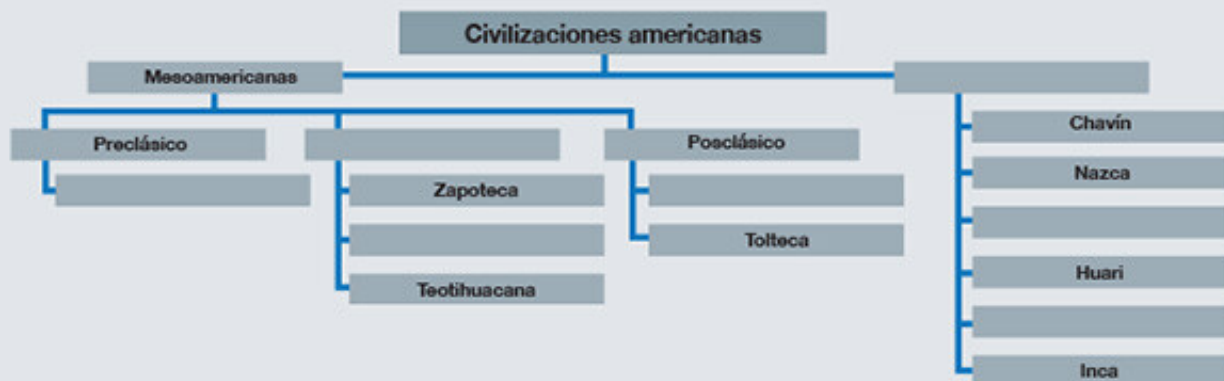 Civilizaciones americanas
Mesoamericanas
Preclásico
Posclásico
Zapoteca
Teotihuacana
Tolteca
Chavín
Nazca
Huari
Inca